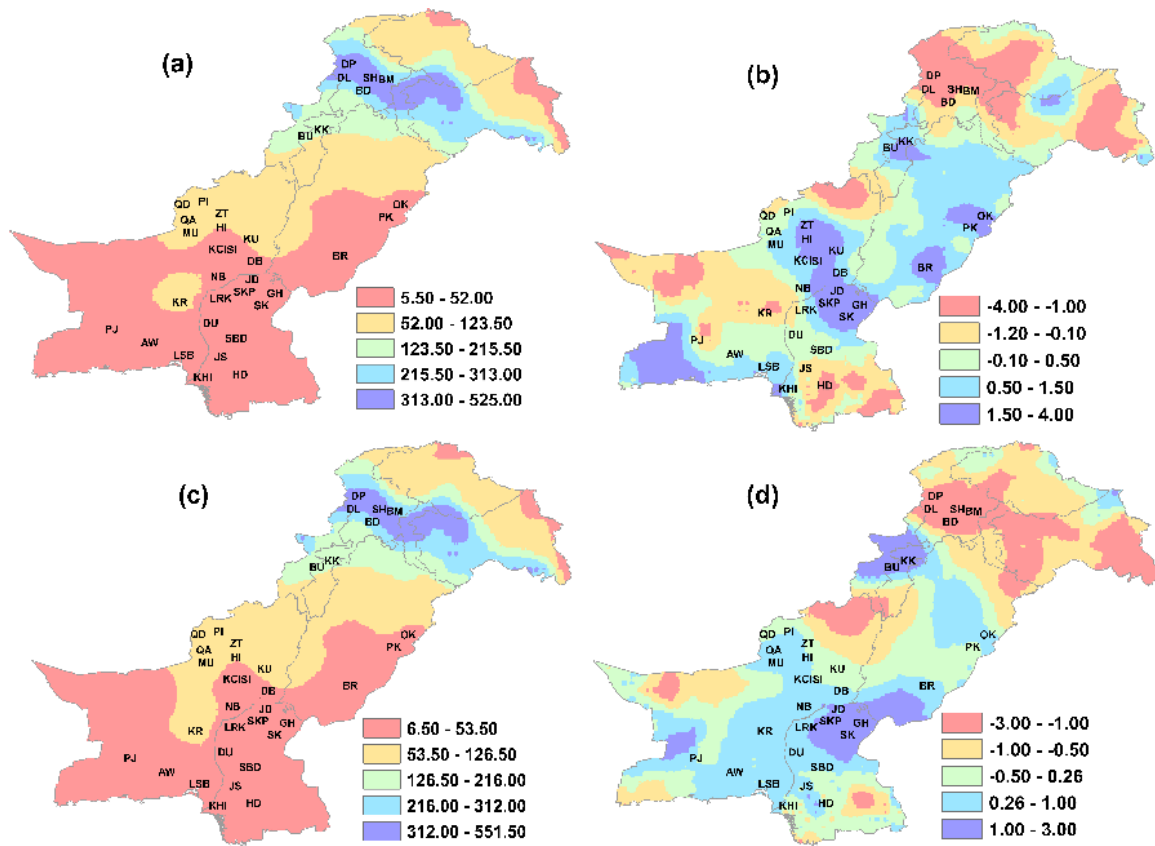 (a)
DP
DL SH BM
BD
BU KK
QD PI
QA ZT
MU HI
KU
KCISI
DB
NB JD
KR LRK SKP GH
SK
PJ DU
AW SBD
LSB JS
KHI HD
OK
PK
BR
5.50 - 52.00
52.00 - 123.50
123.50 - 215.50
215.50 - 313.00
313.00 - 525.00
(b)
DP
DL SH BM
BD
BU KK
QD PI
QA ZT
MU HI
KU
KCISI
DB
NB JD
KR LRK SKP GH
SK
PJ DU
AW SBD
LSB JS
KHI HD
OK
PK
BR
-4.00 - -1.00
-1.20 - -0.10
-0.10 - 0.50
0.50 - 1.50
1.50 - 4.00
(c)
DP
DL SH BM
BD
BU KK
QD PI
QA ZT
MU HI
KU
KCISI
DB
NB JD
KR LRK SKP GH
SK
PJ DU
AW SBD
LSB JS
KHI HD
OK
PK
BR
6.50 - 53.50
53.50 - 126.50
126.50 - 216.00
216.00 - 312.00
312.00 - 551.50
(d)
DP
DL SH BM
BD
BU KK
QD PI
QA ZT
MU HI
KU
KCISI
DB
NB JD
KR LRK SKP GH
SK
PJ DU
AW SBD
LSB JS
KHI HD
OK
PK
BR
-3.00 - -1.00
-1.00 - -0.50
-0.50 - 0.26
0.26 - 1.00
1.00 - 3.00